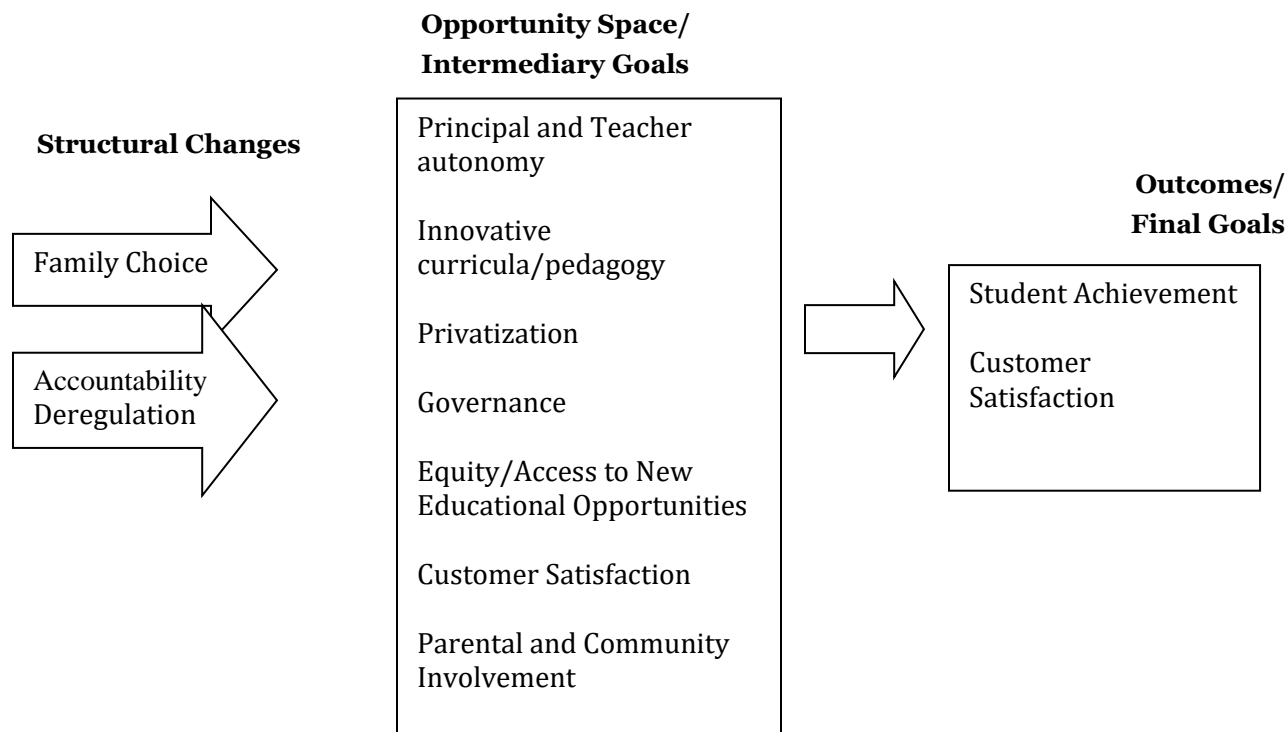 Structural Changes
Family Choice
Accountability
Deregulation
Opportunity Space/
Intermediary Goals
Principal and Teacher
autonomy
Innovative
curricula/pedagogy
Privatization
Governance
Equity/Access to New
Educational Opportunities
Customer Satisfaction
Parental and Community
Involvement
Outcomes/
Final Goals
Student Achievement
Customer
Satisfaction